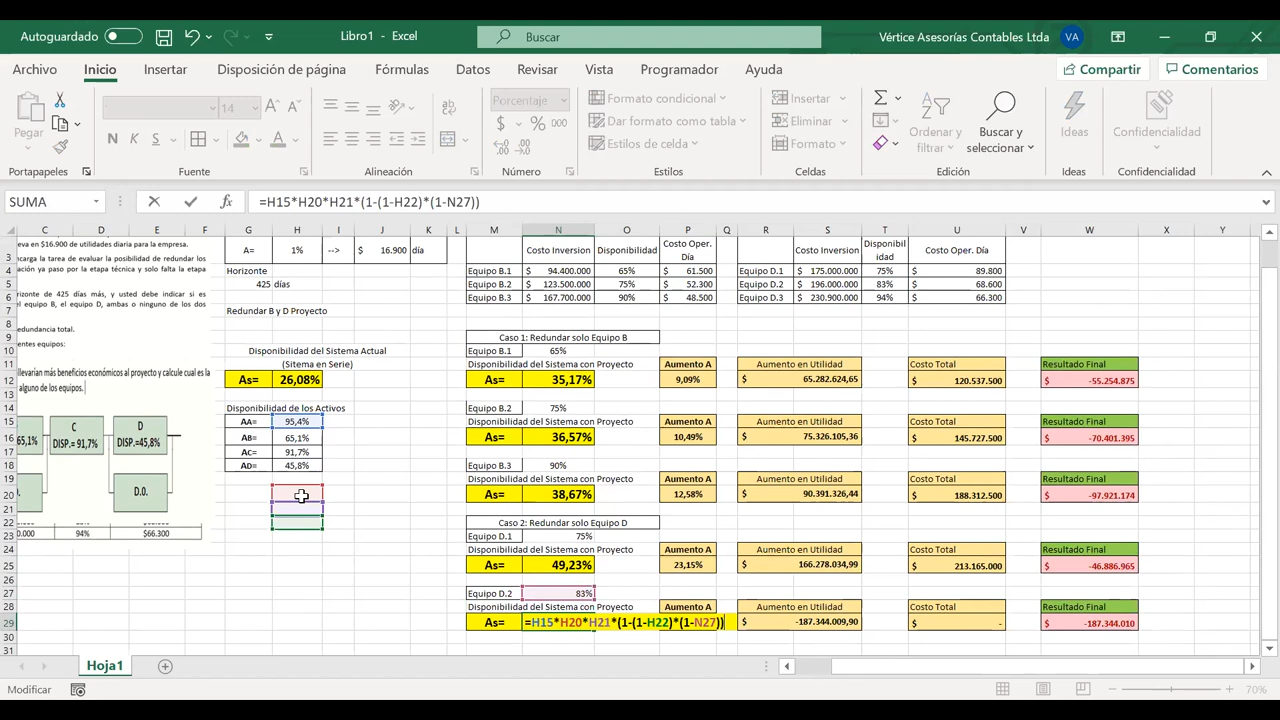 Autoguardado
Libro1 - Excel
Buscar
Vértice Asesorías Contables Ltda
VA
Archivo Inicio Insertar Disposición de página Fórmulas Datos Revisar Vista Programador Ayuda
Compartir
Comentarios
Pegar
14
N K S
Porcentaje
$ % 000
Formato condicional
Dar formato como tabla
Estilos de celda
Insertar
Eliminar
Formato
Ordenar y filtrar
Buscar y seleccionar
Ideas
Confidencialidad
Portapapeles Fuente Alineación Número Estilos Celdas Edición Ideas Confidencialidad
SUMA
=H15*H20*H21*(1-(1-H22)*(1-N27))
C D E F G H I J K L M N O P Q R S T U V W X Y
eva en $16.900 de utilidades diaria para la empresa.
ncarga la tarea de evaluar la posibilidad de redundar los
ación ya paso por la etapa técnica y solo falta la etapa
rizonte de 425 días más, y usted debe indicar si es
el equipo B, el equipo D, ambas o ninguno de los dos
redundancia total.
entes equipos:
llevarían más beneficios económicos al proyecto y calcule cual es la
alguno de los equipos.
65,1%
C
DISP.= 91,7%
D
DISP.=45,8%
D.0.
0.000 94% $66.300
A= 1% --> $ 16.900 día
Horizonte
425 días
Redundar B y D Proyecto
Disponibilidad del Sistema Actual
(Sitema en Serie)
As= 26,08%
Disponibilidad de los Activos
AA= 95,4%
AB= 65,1%
AC= 91,7%
AD= 45,8%
Costo Inversion Disponibilidad Costo Oper. Día
Equipo B.1 $ 94.400.000 65% $ 61.500
Equipo B.2 $ 123.500.000 75% $ 52.300
Equipo B.3 $ 167.700.000 90% $ 48.500
Costo Inversion Disponibil idad Costo Oper. Día
Equipo D.1 $ 175.000.000 75% $ 89.800
Equipo D.2 $ 196.000.000 83% $ 68.600
Equipo D.3 $ 230.900.000 94% $ 66.300
Caso 1: Redundar solo Equipo B
Equipo B.1 65%
Disponibilidad del Sistema con Proyecto Aumento A Aumento en Utilidad Costo Total Resultado Final
As= 35,17% 9,09% $ 65.282.624,65 $ 120.537.500 $ -55.254.875
Equipo B.2 75%
Disponibilidad del Sistema con Proyecto Aumento A Aumento en Utilidad Costo Total Resultado Final
As= 36,57% 10,49% $ 75.326.105,36 $ 145.727.500 $ -70.401.395
Equipo B.3 90%
Disponibilidad del Sistema con Proyecto Aumento A Aumento en Utilidad Costo Total Resultado Final
As= 38,67% 12,58% $ 90.391.326,44 $ 188.312.500 $ -97.921.174
Caso 2: Redundar solo Equipo D
Equipo D.1 75%
Disponibilidad del Sistema con Proyecto Aumento A Aumento en Utilidad Costo Total Resultado Final
As= 49,23% 23,15% $ 166.278.034,99 $ 213.165.000 $ -46.886.965
Equipo D.2 83%
Disponibilidad del Sistema con Proyecto Aumento A Aumento en Utilidad Costo Total Resultado Final
As= =H15*H20*H21*(1-(1-H22)*(1-N27)) $ -187.344.009,90 $ - $ -187.344.010
Hoja1
Modificar
70%